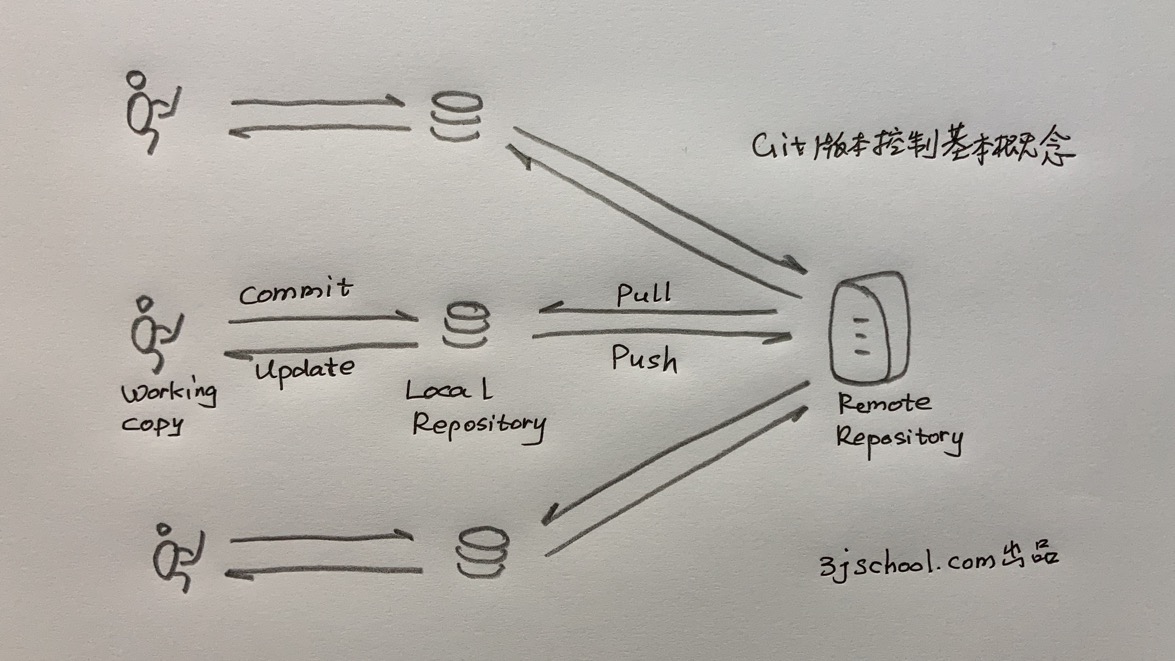 Git版本控制基本概念
Commit
Pull
Update
Push
Working
copy
Local
Repository
Remote
Repository
3jschool.com出品